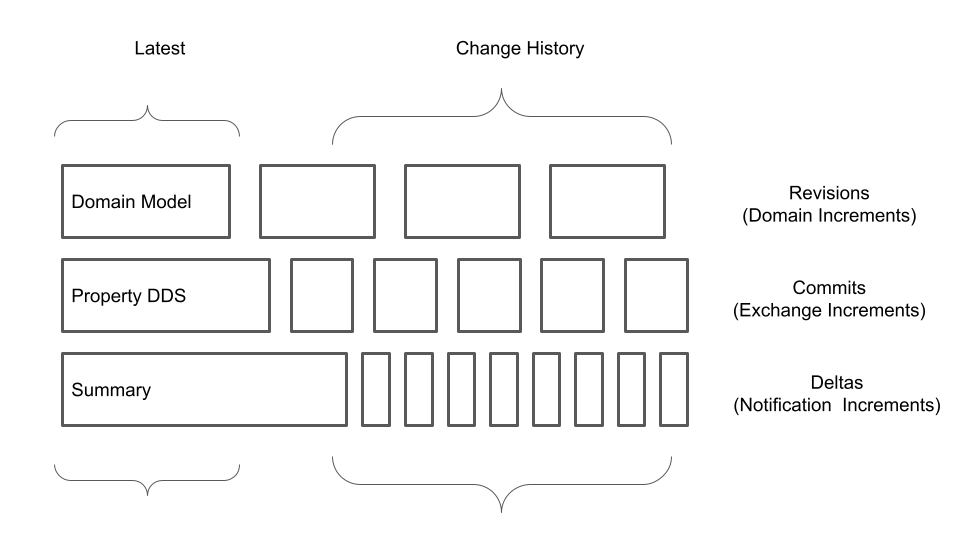 Latest
Change History
Domain Model
Revisions
(Domain Increments)
Property DDS
Commits
(Exchange Increments)
Summary
Deltas
(Notification  Increments)